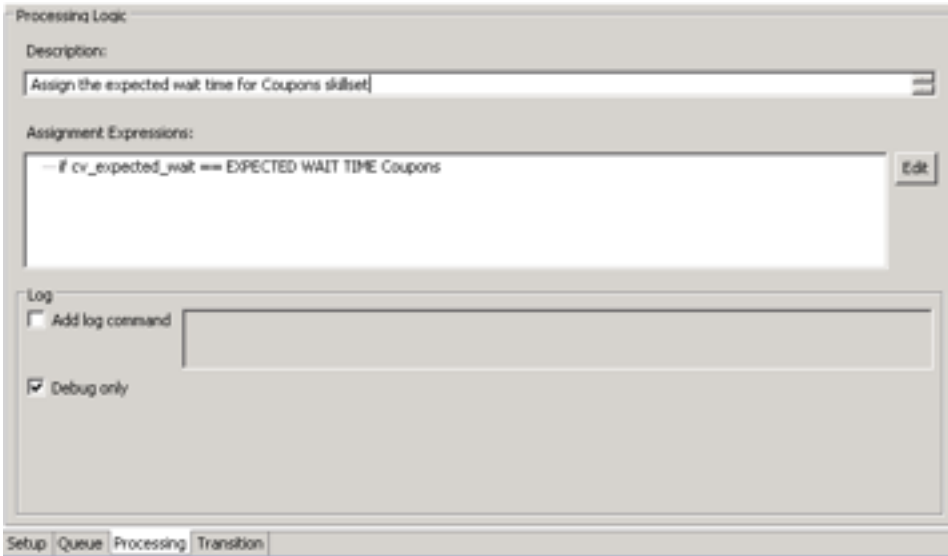 Processing Logic
Description:
Assign the expected wait time for Coupons skillset
Assignment Expressions:
if cv_expected_wait == EXPECTED WAIT TIME Coupons
Edit
Log
Add log command
Debug only
Setup Queue Processing Transition